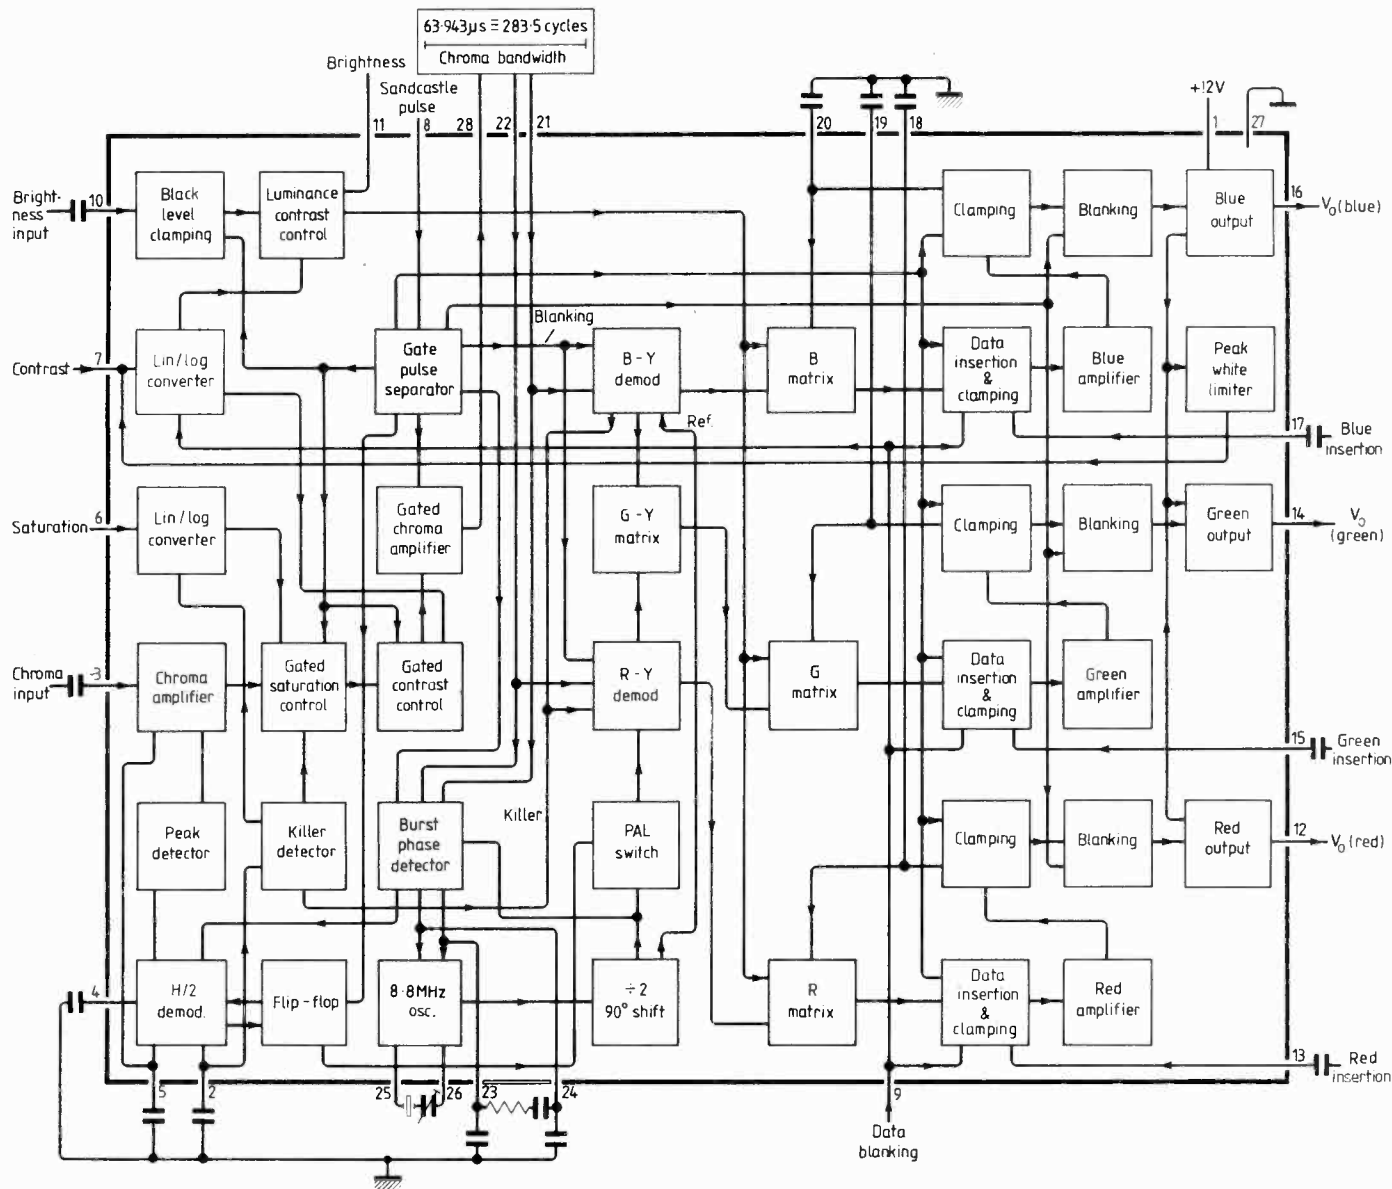 63·943µs ≡ 283·5 cycles
Chroma bandwidth
Brightness
Sandcastle
pulse
11
8
28
22
21
20
19
18
+12V
1
27
Bright-
ness
input
10
Black
level
clamping
Luminance
contrast
control
Clamping
Blanking
Blue
output
16
Vo (blue)
Contrast
7
Lin/log
converter
Gate
pulse
separator
Blanking
B-Y
demod
B
matrix
Data
insertion
&
clamping
Blue
amplifier
Peak
white
limiter
Ref.
17
Blue
insertion
Saturation
6
Lin/log
converter
Gated
chroma
amplifier
G-Y
matrix
Clamping
Blanking
Green
output
14
Vo
(green)
Chroma
input
3
Chroma
amplifier
Gated
saturation
control
Gated
contrast
control
R-Y
demod
G
matrix
Data
insertion
&
clamping
Green
amplifier
15
Green
insertion
Peak
detector
Killer
detector
Burst
phase
detector
Killer
PAL
switch
Clamping
Blanking
Red
output
12
Vo (red)
4
H/2
demod.
Flip-flop
8·8MHz
osc.
÷2
90° shift
R
matrix
Data
insertion
&
clamping
Red
amplifier
13
Red
insertion
5
2
25
26
23
24
9
Data
blanking